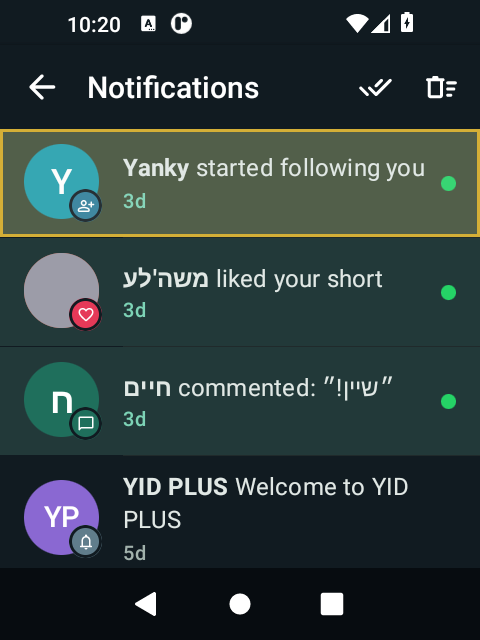 10:20
Notifications
Y
Yanky started following you
3d
משה'לע liked your short
3d
ח
חיים commented: ״שיין!״
3d
YP
YID PLUS Welcome to YID
PLUS
5d